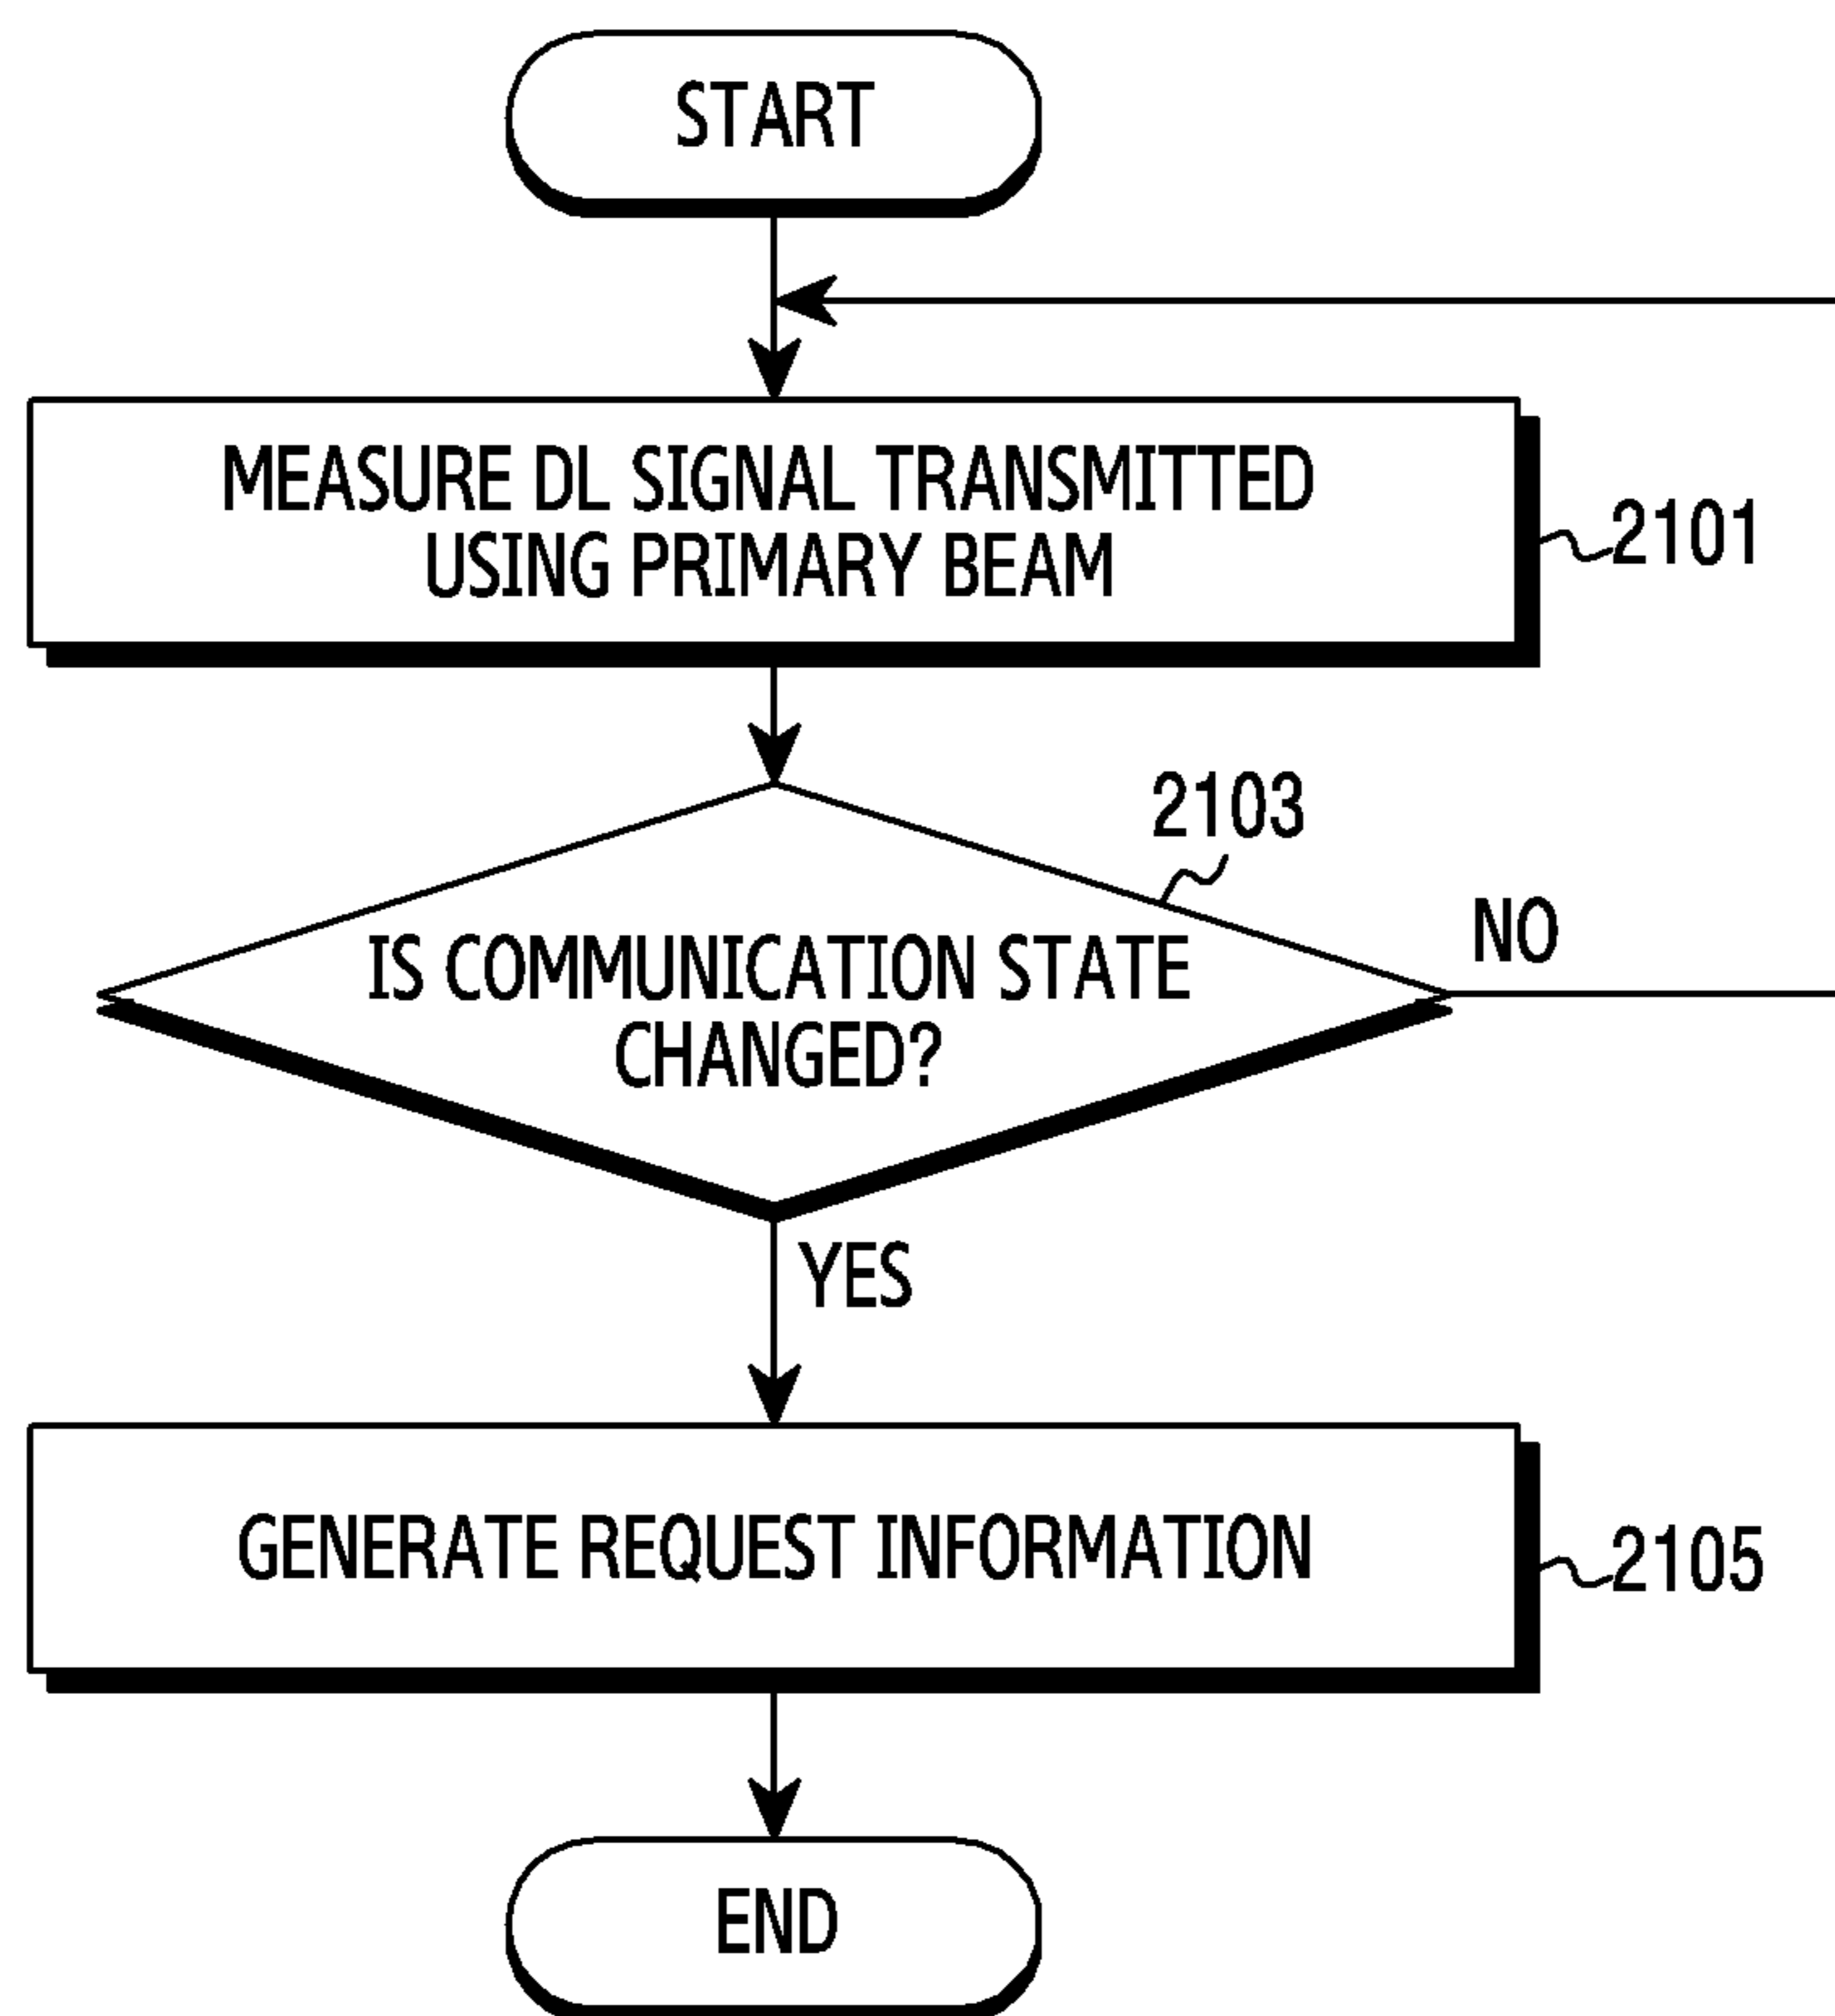 START
MEASURE DL SIGNAL TRANSMITTED
USING PRIMARY BEAM
2101
2103
IS COMMUNICATION STATE
CHANGED?
NO
YES
GENERATE REQUEST INFORMATION
2105
END